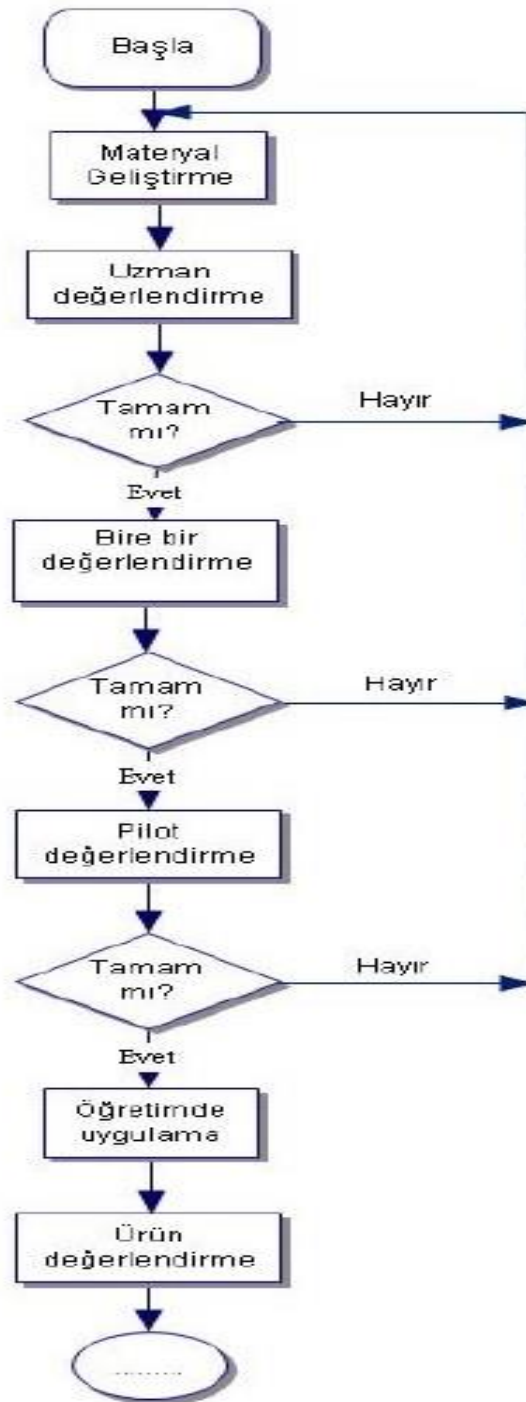 Başla
Materyal
Geliştirme
Uzman
değerlendirme
Tamam
mı?
Hayır
Evet
Bire bir
değerlendirme
Tamam
mı?
Hayır
Evet
Pilot
değerlendirme
Tamam
mı?
Hayır
Evet
Öğretimde
uygulama
Ürün
değerlendirme